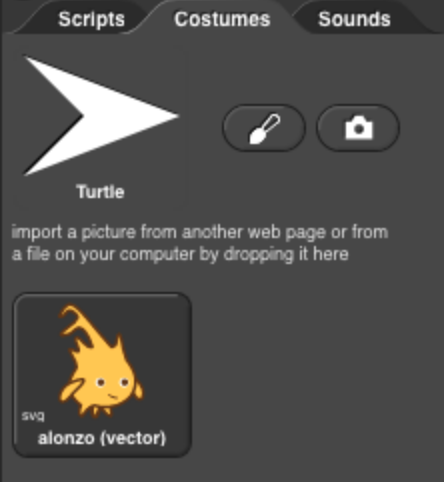 Scripts
Costumes
Sounds
Turtle
import a picture from another web page or from
a file on your computer by dropping it here
svg
alonzo (vector)